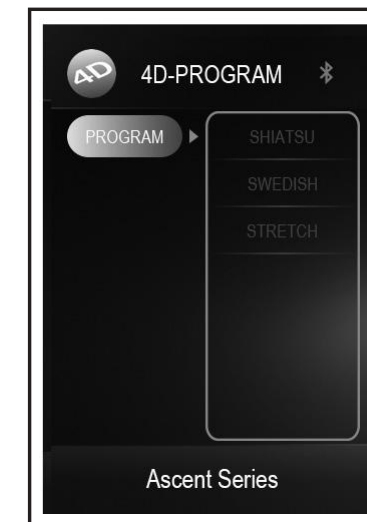 4D 4D-PROGRAM
PROGRAM SHIATSU
SWEDISH
STRETCH
Ascent Series